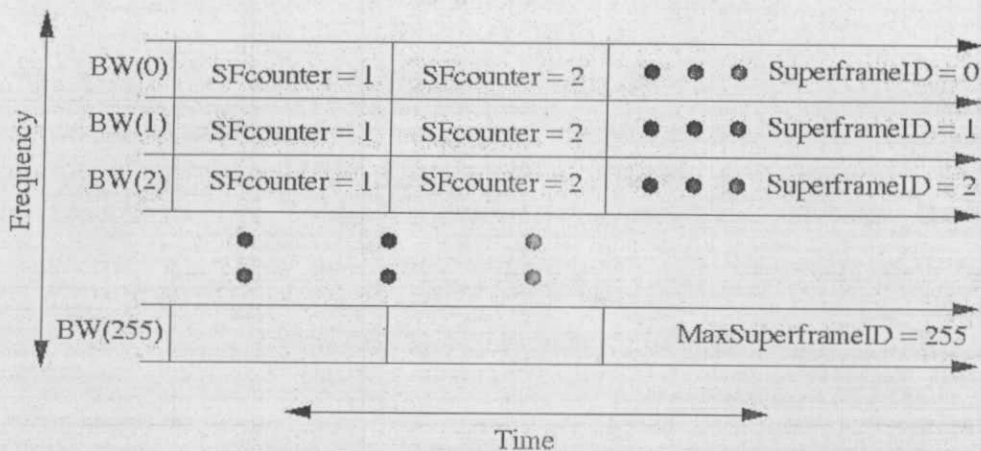 Frequency
BW(0) SFcounter = 1 SFcounter = 2 SuperframeID = 0
BW(1) SFcounter = 1 SFcounter = 2 SuperframeID = 1
BW(2) SFcounter = 1 SFcounter = 2 SuperframeID = 2
BW(255) MaxSuperframeID = 255
Time